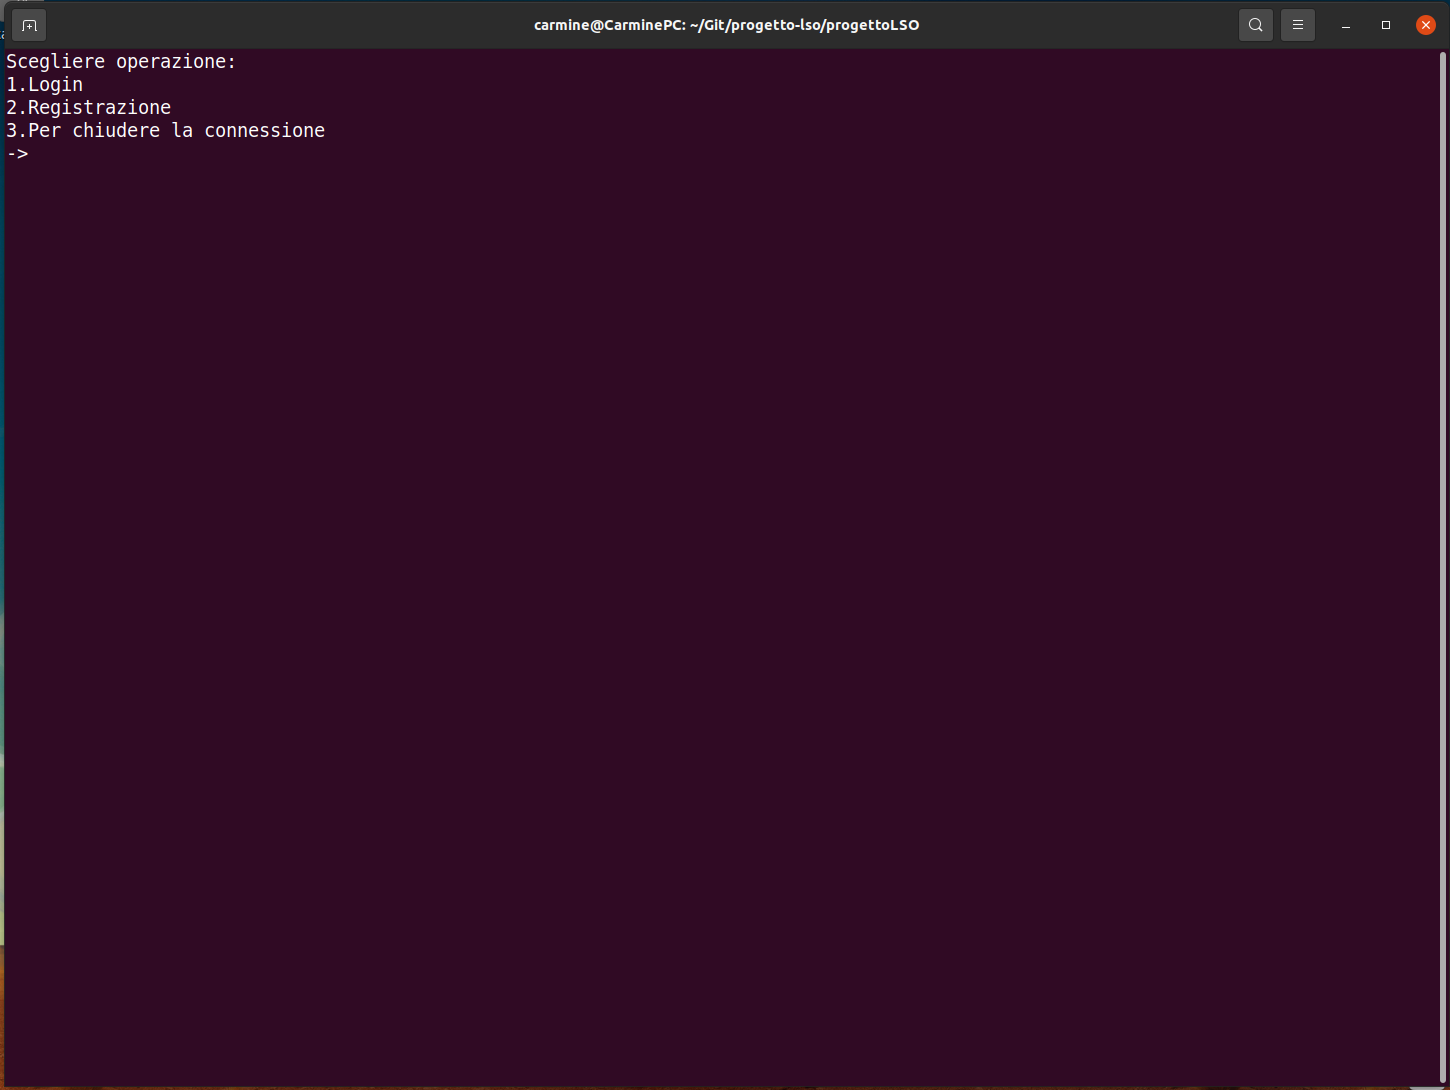 carmine@CarminePC: ~/Git/progetto-lso/progettoLSO
Scegliere operazione:
1.Login
2.Registrazione
3.Per chiudere la connessione
->